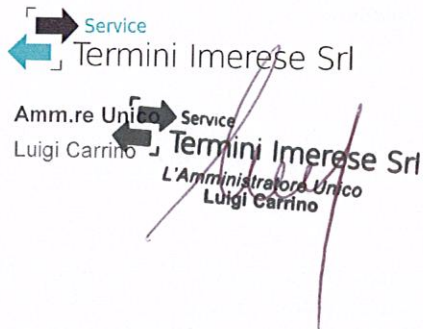 Service
Termini Imerese Srl
Amm.re Unico
Luigi Carrino
Service
Termini Imerese Srl
L'Amministratore Unico
Luigi Carrino